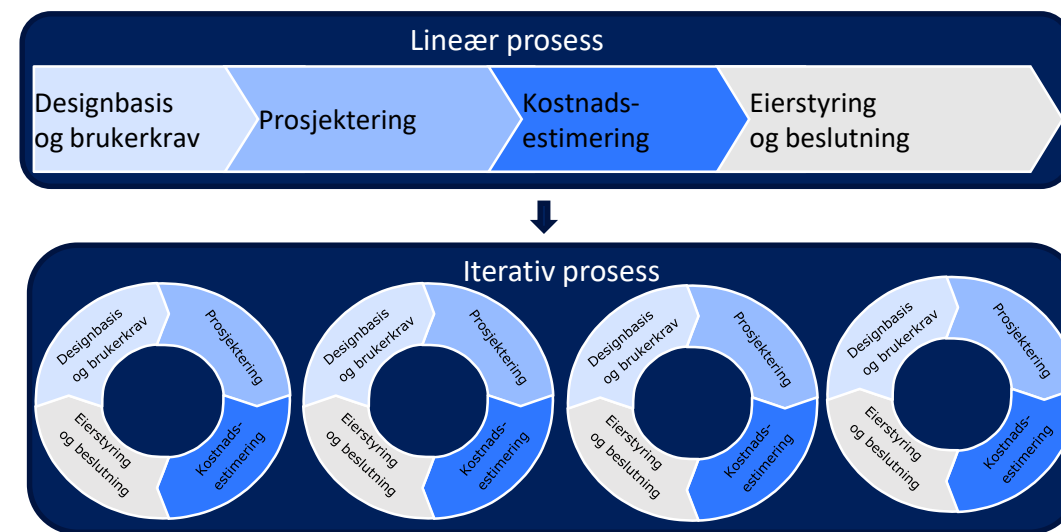 Lineær prosess
Designbasis
og brukerkrav
Prosjektering
Kostnads-
estimering
Eierstyring
og beslutning
Iterativ prosess
Designbasis
og brukerkrav
Prosjektering
Kostnads-
estimering
Eierstyring
og beslutning
Designbasis
og brukerkrav
Prosjektering
Kostnads-
estimering
Eierstyring
og beslutning
Designbasis
og brukerkrav
Prosjektering
Kostnads-
estimering
Eierstyring
og beslutning
Designbasis
og brukerkrav
Prosjektering
Kostnads-
estimering
Eierstyring
og beslutning